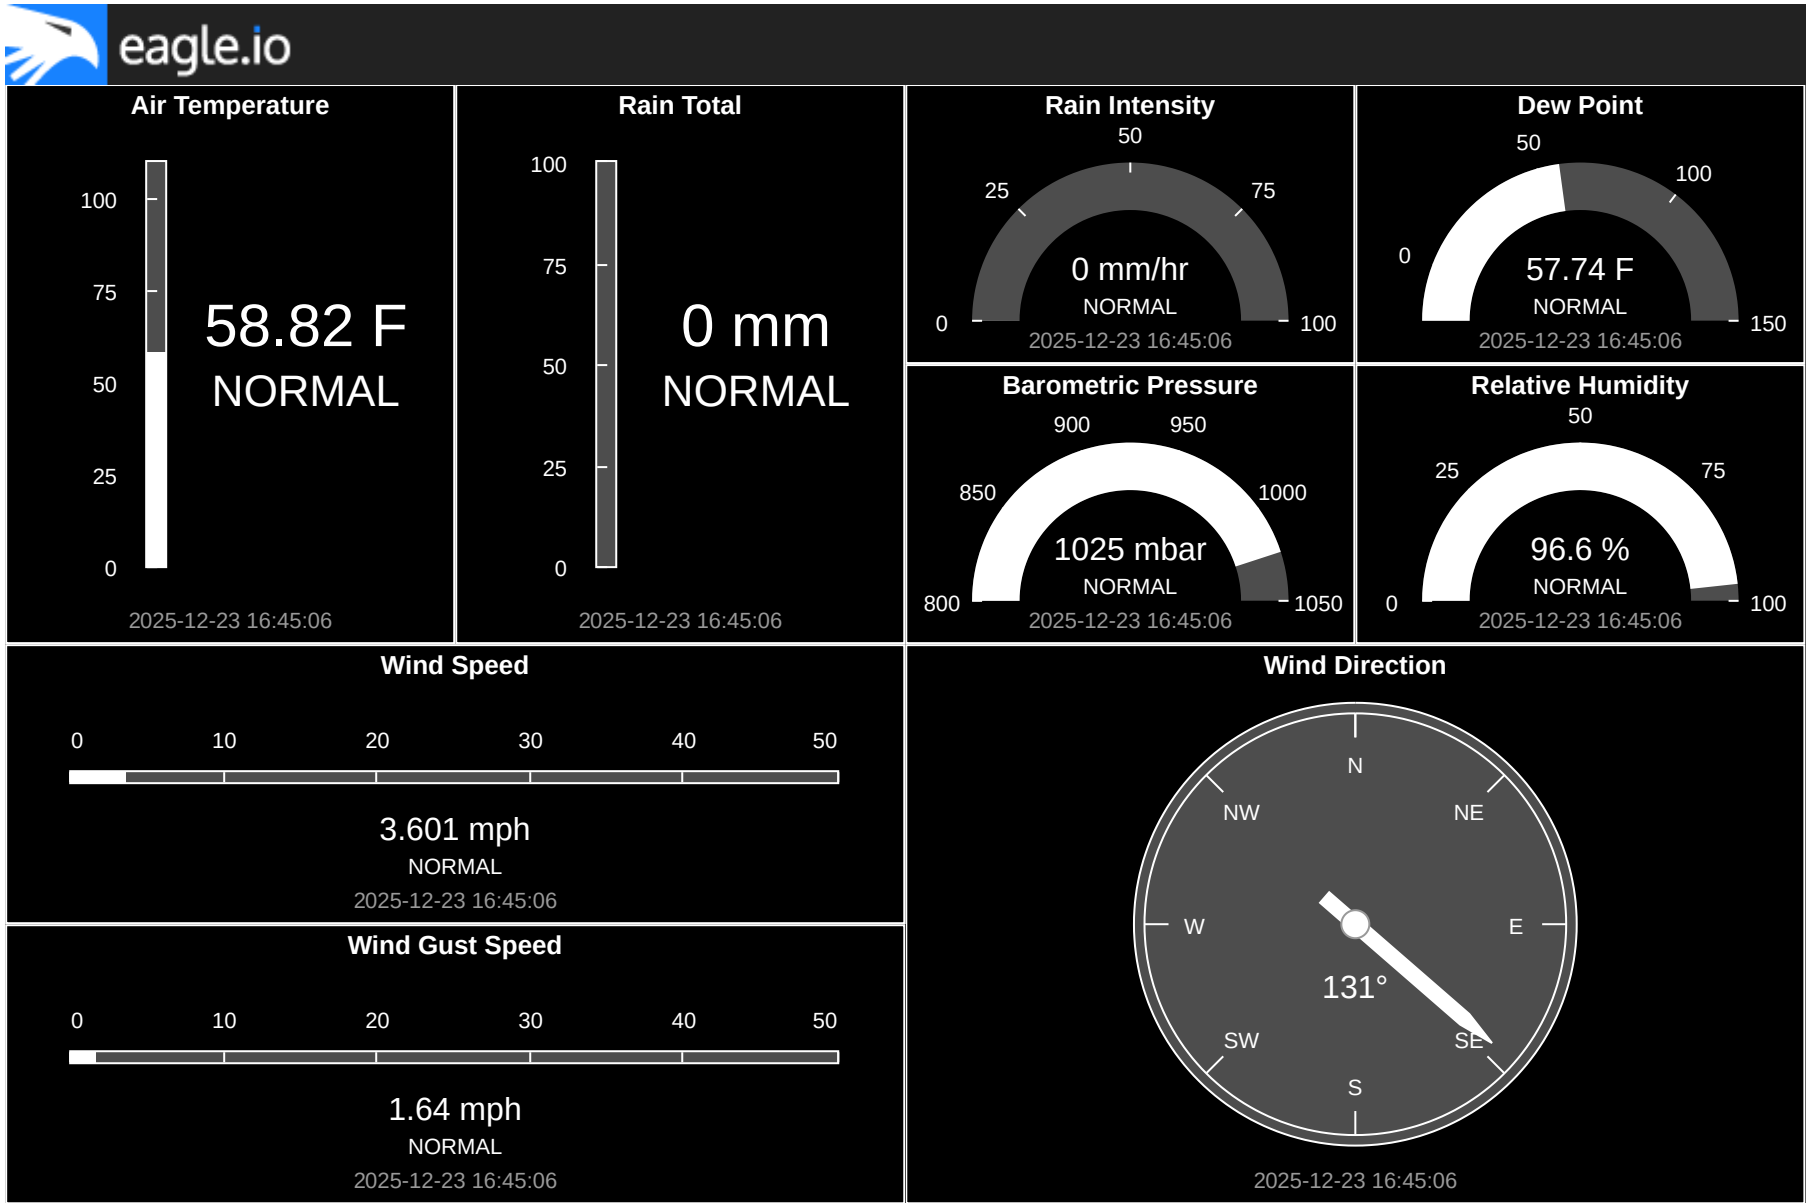 eagle.io
Air Temperature
100
75
50
25
0
58.82 F
NORMAL
2025-12-23 16:45:06
Rain Total
100
75
50
25
0
0 mm
NORMAL
2025-12-23 16:45:06
Rain Intensity
0
25
50
75
100
0 mm/hr
NORMAL
2025-12-23 16:45:06
Dew Point
0
50
100
150
57.74 F
NORMAL
2025-12-23 16:45:06
Barometric Pressure
800
850
900
950
1000
1050
1025 mbar
NORMAL
2025-12-23 16:45:06
Relative Humidity
0
25
50
75
100
96.6 %
NORMAL
2025-12-23 16:45:06
Wind Speed
0 10 20 30 40 50
3.601 mph
NORMAL
2025-12-23 16:45:06
Wind Gust Speed
0 10 20 30 40 50
1.64 mph
NORMAL
2025-12-23 16:45:06
Wind Direction
N
NW NE
W E
131°
SW SE
S
2025-12-23 16:45:06